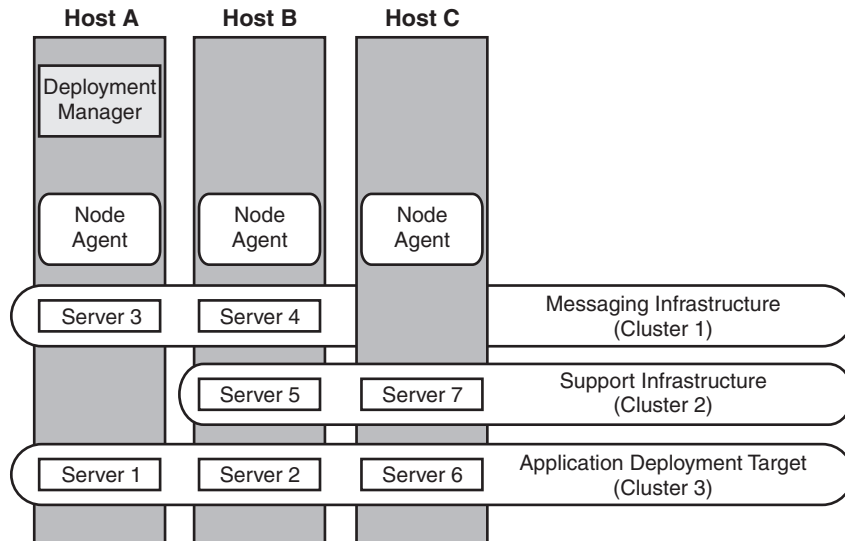 Host A
Host B
Host C
Deployment
Manager
Node
Agent
Node
Agent
Node
Agent
Server 3
Server 4
Messaging Infrastructure
(Cluster 1)
Server 5
Server 7
Support Infrastructure
(Cluster 2)
Server 1
Server 2
Server 6
Application Deployment Target
(Cluster 3)